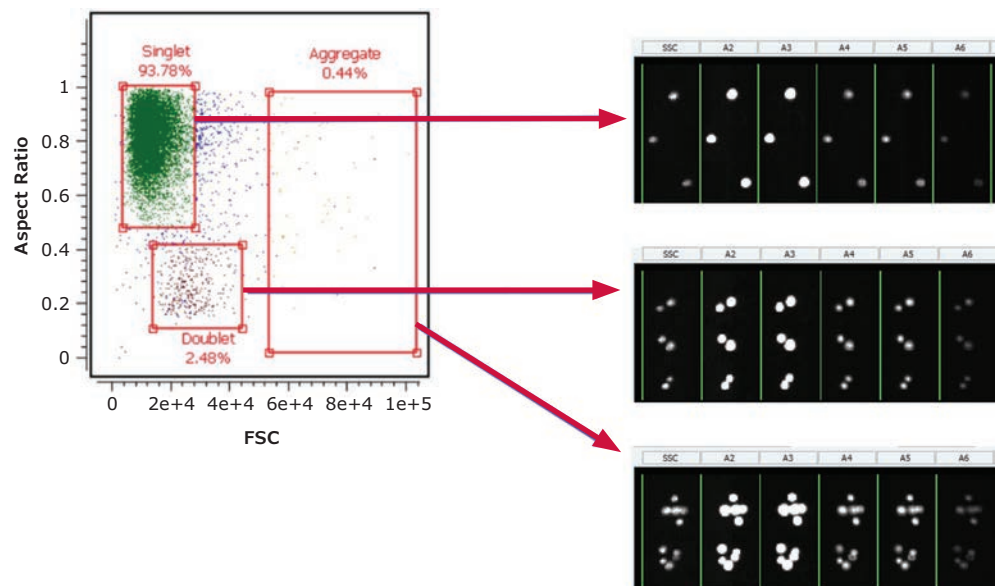 Singlet
93.78%
Aggregate
0.44%
Doublet
2.48%
Aspect Ratio
1
0.8
0.6
0.4
0.2
0
0 2e+4 4e+4 6e+4 8e+4 1e+5
FSC
SSC A2 A3 A4 A5 A6
SSC A2 A3 A4 A5 A6
SSC A2 A3 A4 A5 A6